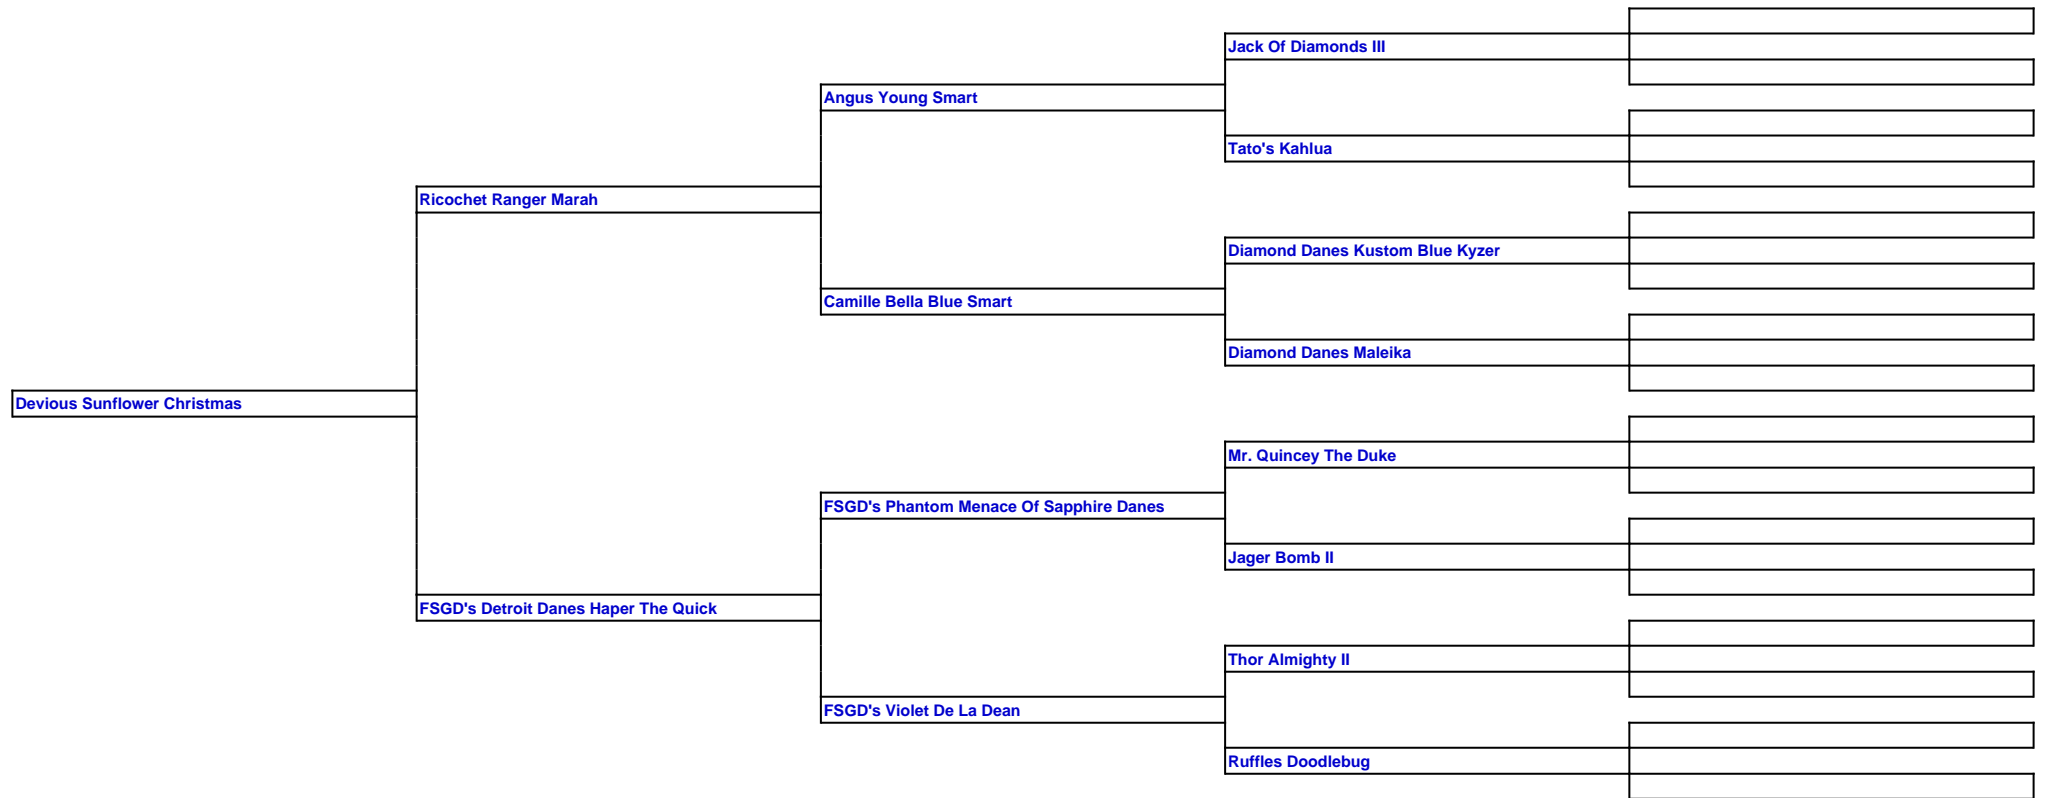 Jack Of Diamonds III
Angus Young Smart
Tato's Kahlua
Ricochet Ranger Marah
Diamond Danes Kustom Blue Kyzer
Camille Bella Blue Smart
Diamond Danes Maleika
Devious Sunflower Christmas
Mr. Quincey The Duke
FSGD's Phantom Menace Of Sapphire Danes
Jager Bomb II
FSGD's Detroit Danes Haper The Quick
Thor Almighty II
FSGD's Violet De La Dean
Ruffles Doodlebug